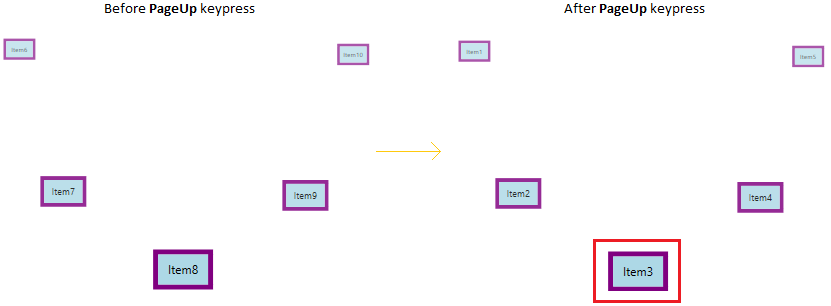 Before PageUp keypress
After PageUp keypress
Item6
Item10
Item1
Item5
Item7
Item9
Item2
Item4
Item8
Item3